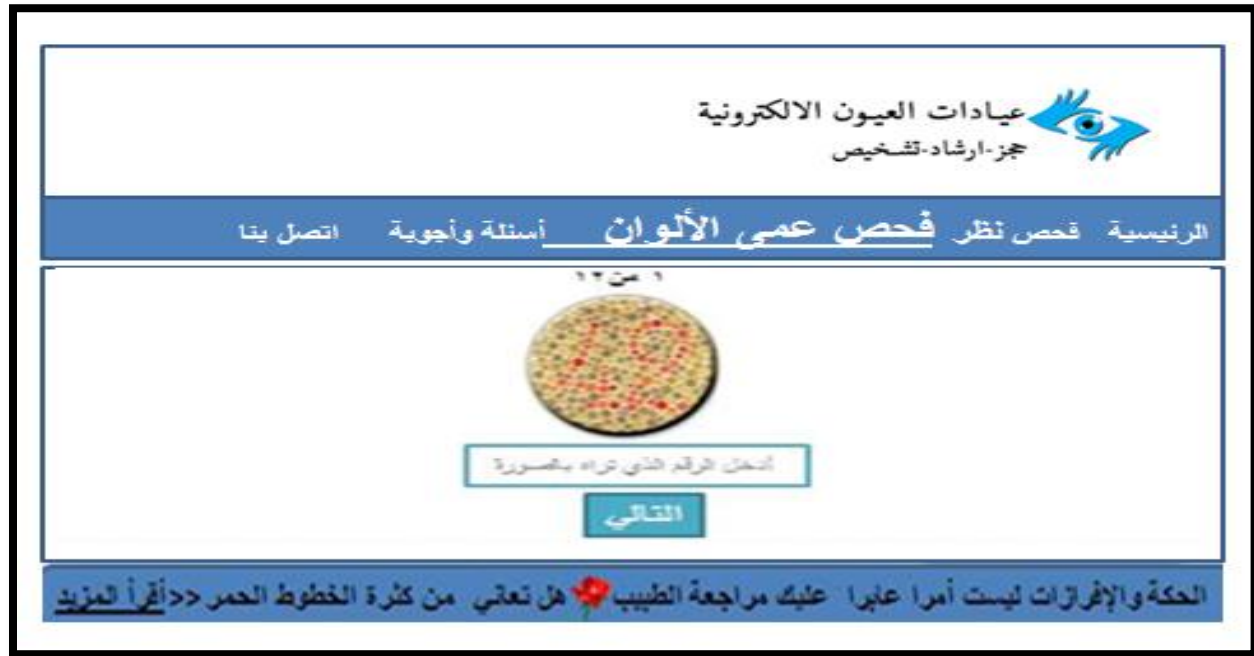 عيادات العيون الالكترونية
حجز-ارشاد-تشخيص
الرئيسية فحص نظر فحص عمى الألوان أسئلة وأجوبة اتصل بنا
١ من ١٢
49
أدخل الرقم الذي تراه بالصورة
التالي
الحكة والإفرازات ليست أمرا عابرا عليك مراجعة الطبيب هل تعاني من كثرة الخطوط الحمر <<أقرأ المزيد